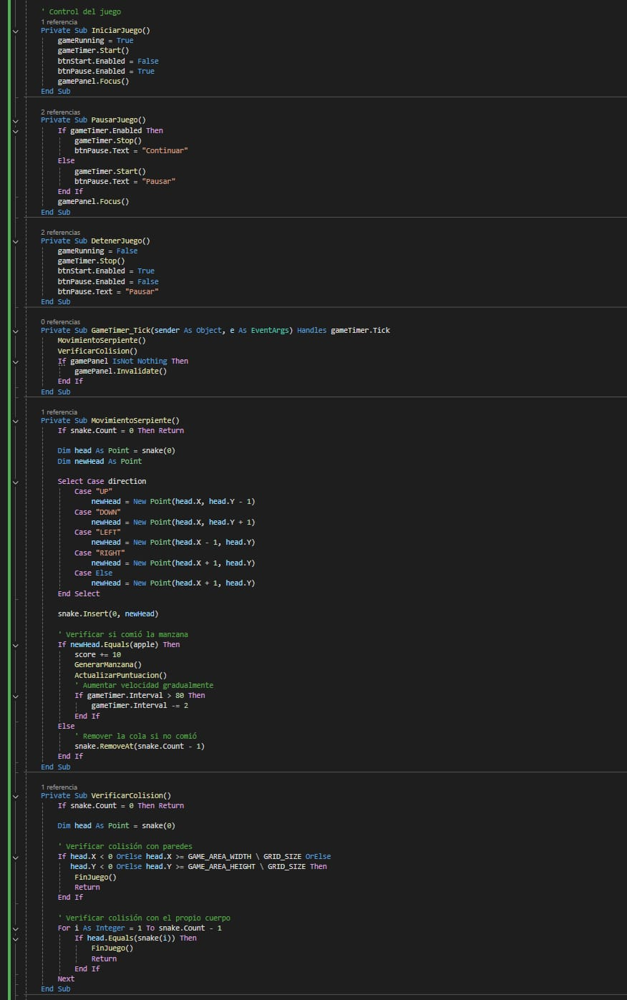 ' Control del juego
1 referencia
Private Sub IniciarJuego()
gameRunning = True
gameTimer.Start()
btnStart.Enabled = False
btnPause.Enabled = True
gamePanel.Focus()
End Sub
2 referencias
Private Sub PausarJuego()
If gameTimer.Enabled Then
gameTimer.Stop()
btnPause.Text = "Continuar"
Else
gameTimer.Start()
btnPause.Text = "Pausar"
End If
gamePanel.Focus()
End Sub
2 referencias
Private Sub DetenerJuego()
gameRunning = False
gameTimer.Stop()
btnStart.Enabled = True
btnPause.Enabled = False
btnPause.Text = "Pausar"
End Sub
0 referencias
Private Sub GameTimer_Tick(sender As Object, e As EventArgs) Handles gameTimer.Tick
MovimientoSerpiente()
VerificarColision()
If gamePanel IsNot Nothing Then
gamePanel.Invalidate()
End If
End Sub
1 referencia
Private Sub MovimientoSerpiente()
If snake.Count = 0 Then Return
Dim head As Point = snake(0)
Dim newHead As Point
Select Case direction
Case "UP"
newHead = New Point(head.X, head.Y - 1)
Case "DOWN"
newHead = New Point(head.X, head.Y + 1)
Case "LEFT"
newHead = New Point(head.X - 1, head.Y)
Case "RIGHT"
newHead = New Point(head.X + 1, head.Y)
Case Else
newHead = New Point(head.X + 1, head.Y)
End Select
snake.Insert(0, newHead)
' Verificar si comió la manzana
If newHead.Equals(apple) Then
score += 10
GenerarManzana()
ActualizarPuntuacion()
' Aumentar velocidad gradualmente
If gameTimer.Interval > 80 Then
gameTimer.Interval -= 2
End If
Else
' Remover la cola si no comió
snake.RemoveAt(snake.Count - 1)
End If
End Sub
1 referencia
Private Sub VerificarColision()
If snake.Count = 0 Then Return
Dim head As Point = snake(0)
' Verificar colisión con paredes
If head.X < 0 OrElse head.X >= GAME_AREA_WIDTH \ GRID_SIZE OrElse
head.Y < 0 OrElse head.Y >= GAME_AREA_HEIGHT \ GRID_SIZE Then
FinJuego()
Return
End If
' Verificar colisión con el propio cuerpo
For i As Integer = 1 To snake.Count - 1
If head.Equals(snake(i)) Then
FinJuego()
Return
End If
Next
End Sub